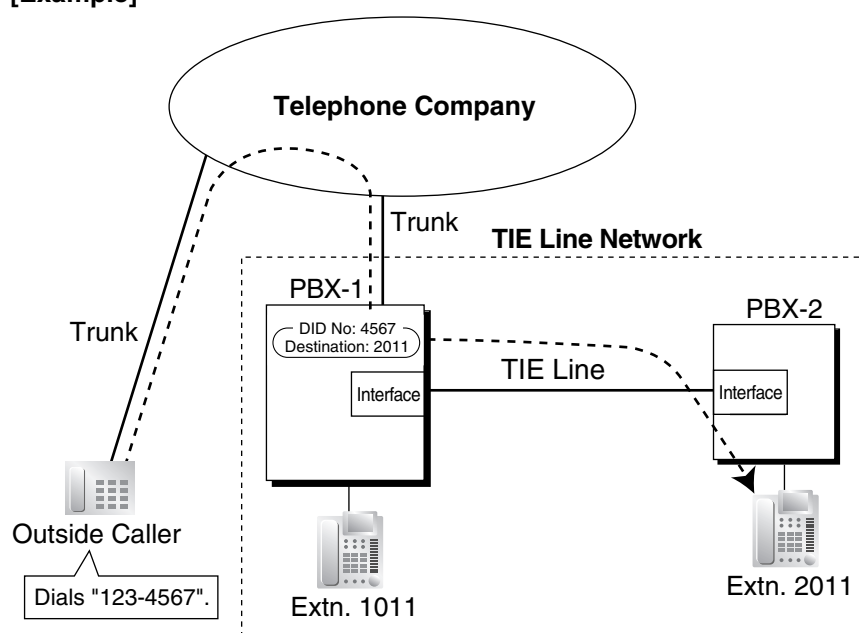 [Example]
Telephone Company
Trunk
TIE Line Network
PBX-1
PBX-2
DID No: 4567
Destination: 2011
Trunk
TIE Line
Interface
Interface
Outside Caller
Dials "123-4567".
Extn. 1011
Extn. 2011